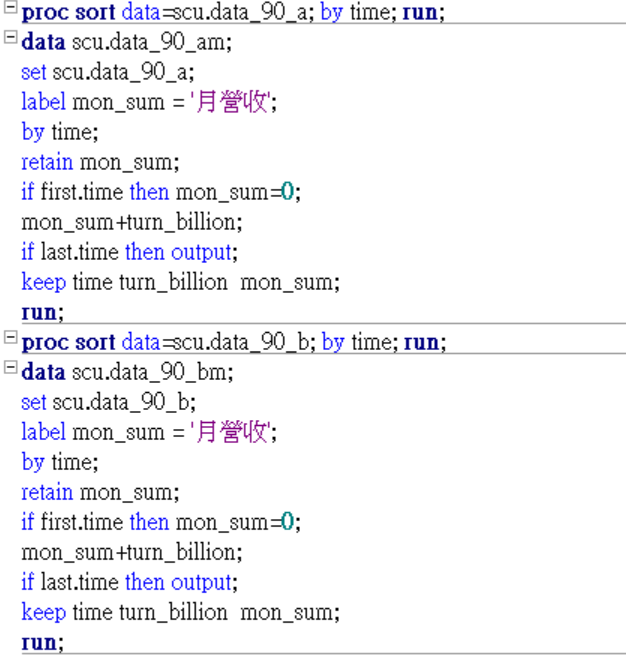 proc sort data=scu.data_90_a; by time; run;
data scu.data_90_am;
set scu.data_90_a;
label mon_sum = '月營收';
by time;
retain mon_sum;
if first.time then mon_sum=0;
mon_sum+turn_billion;
if last.time then output;
keep time turn_billion  mon_sum;
run;
proc sort data=scu.data_90_b; by time; run;
data scu.data_90_bm;
set scu.data_90_b;
label mon_sum = '月營收';
by time;
retain mon_sum;
if first.time then mon_sum=0;
mon_sum+turn_billion;
if last.time then output;
keep time turn_billion  mon_sum;
run;